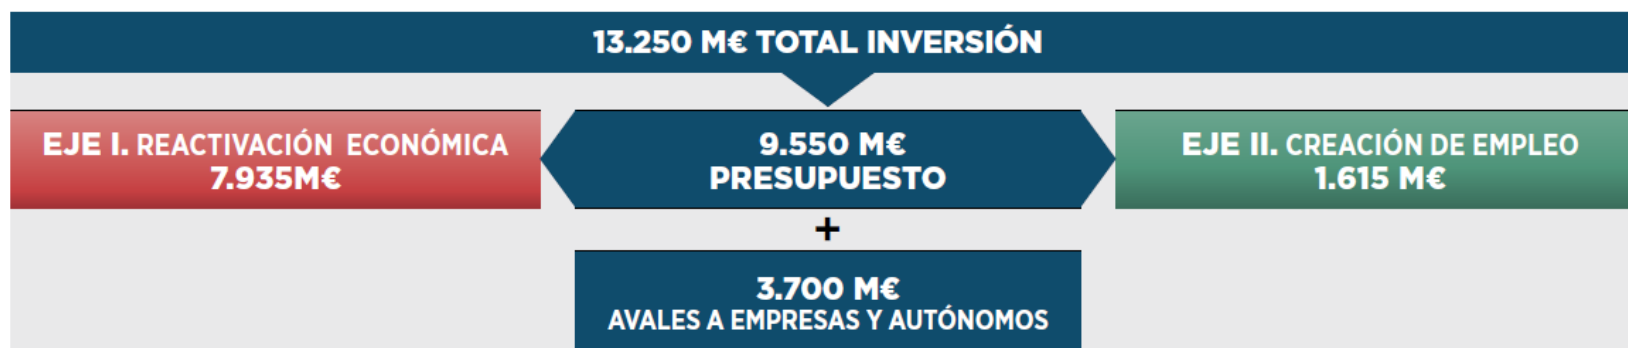 13.250 M€ TOTAL INVERSIÓN
EJE I. REACTIVACIÓN ECONÓMICA
7.935M€
9.550 M€
PRESUPUESTO
EJE II. CREACIÓN DE EMPLEO
1.615 M€
+
3.700 M€
AVALES A EMPRESAS Y AUTÓNOMOS